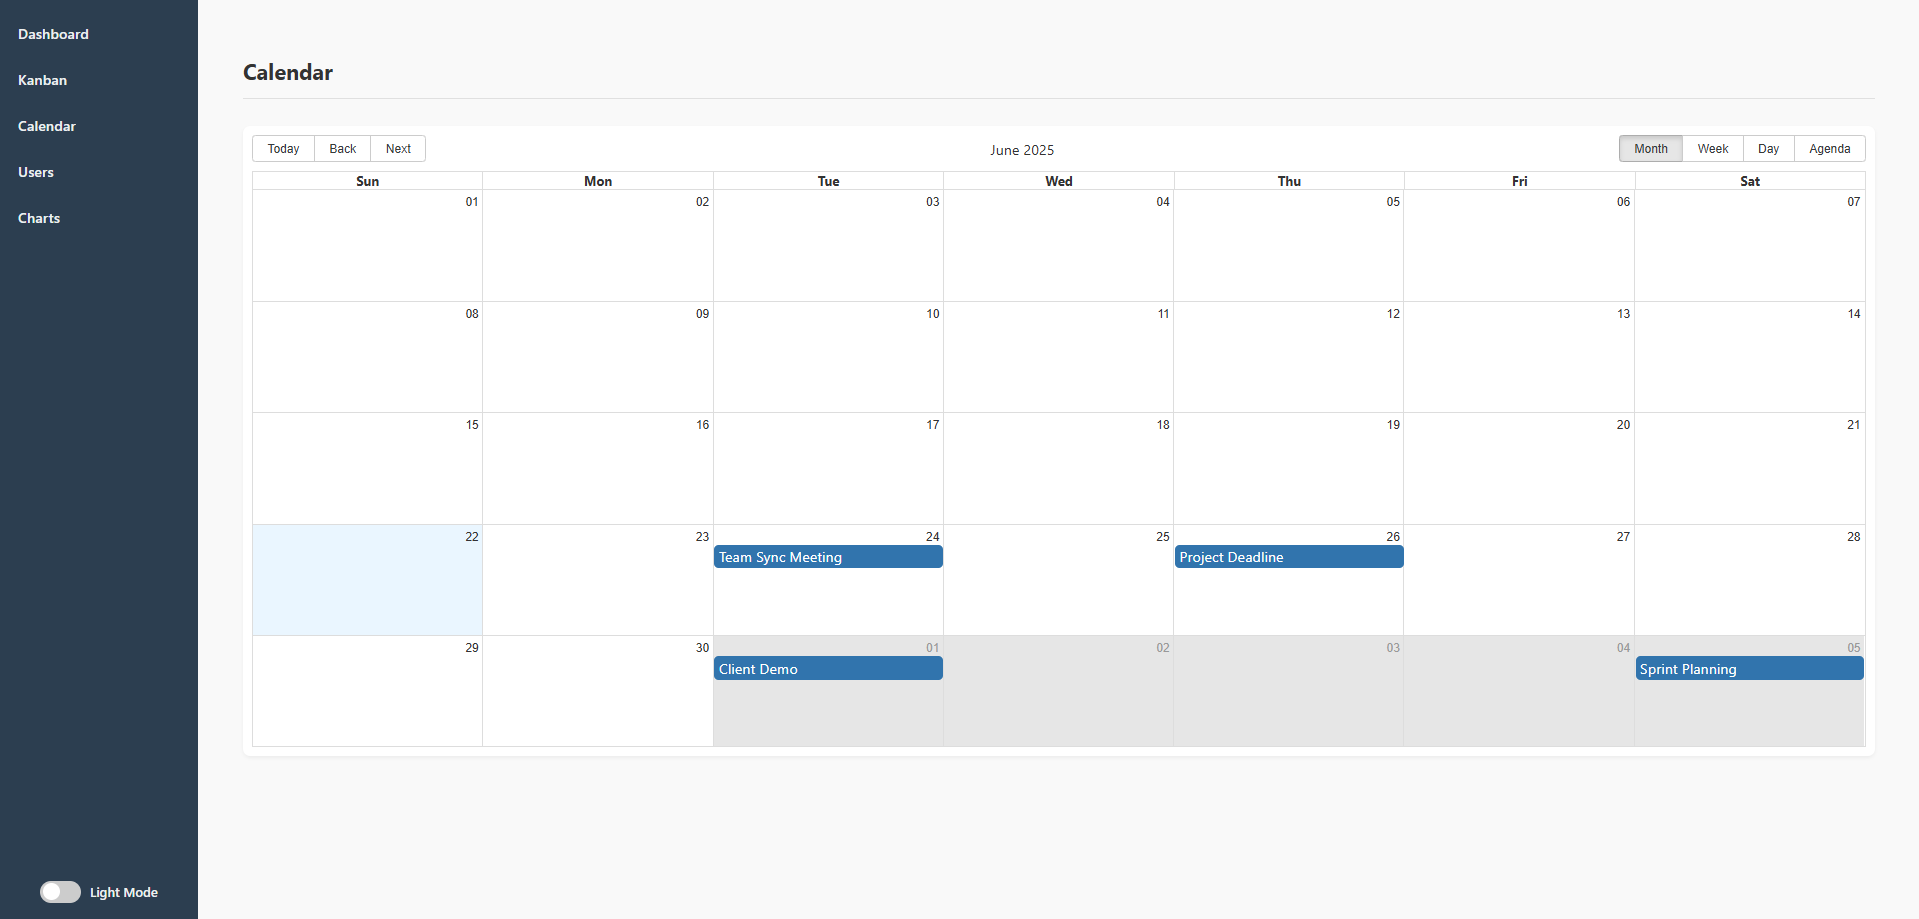 Dashboard
Kanban
Calendar
Users
Charts
Light Mode
Calendar
Today Back Next
June 2025
Month Week Day Agenda
Sun Mon Tue Wed Thu Fri Sat
01 02 03 04 05 06 07
08 09 10 11 12 13 14
15 16 17 18 19 20 21
22 23 24 25 26 27 28
Team Sync Meeting Project Deadline
29 30 01 02 03 04 05
Client Demo Sprint Planning